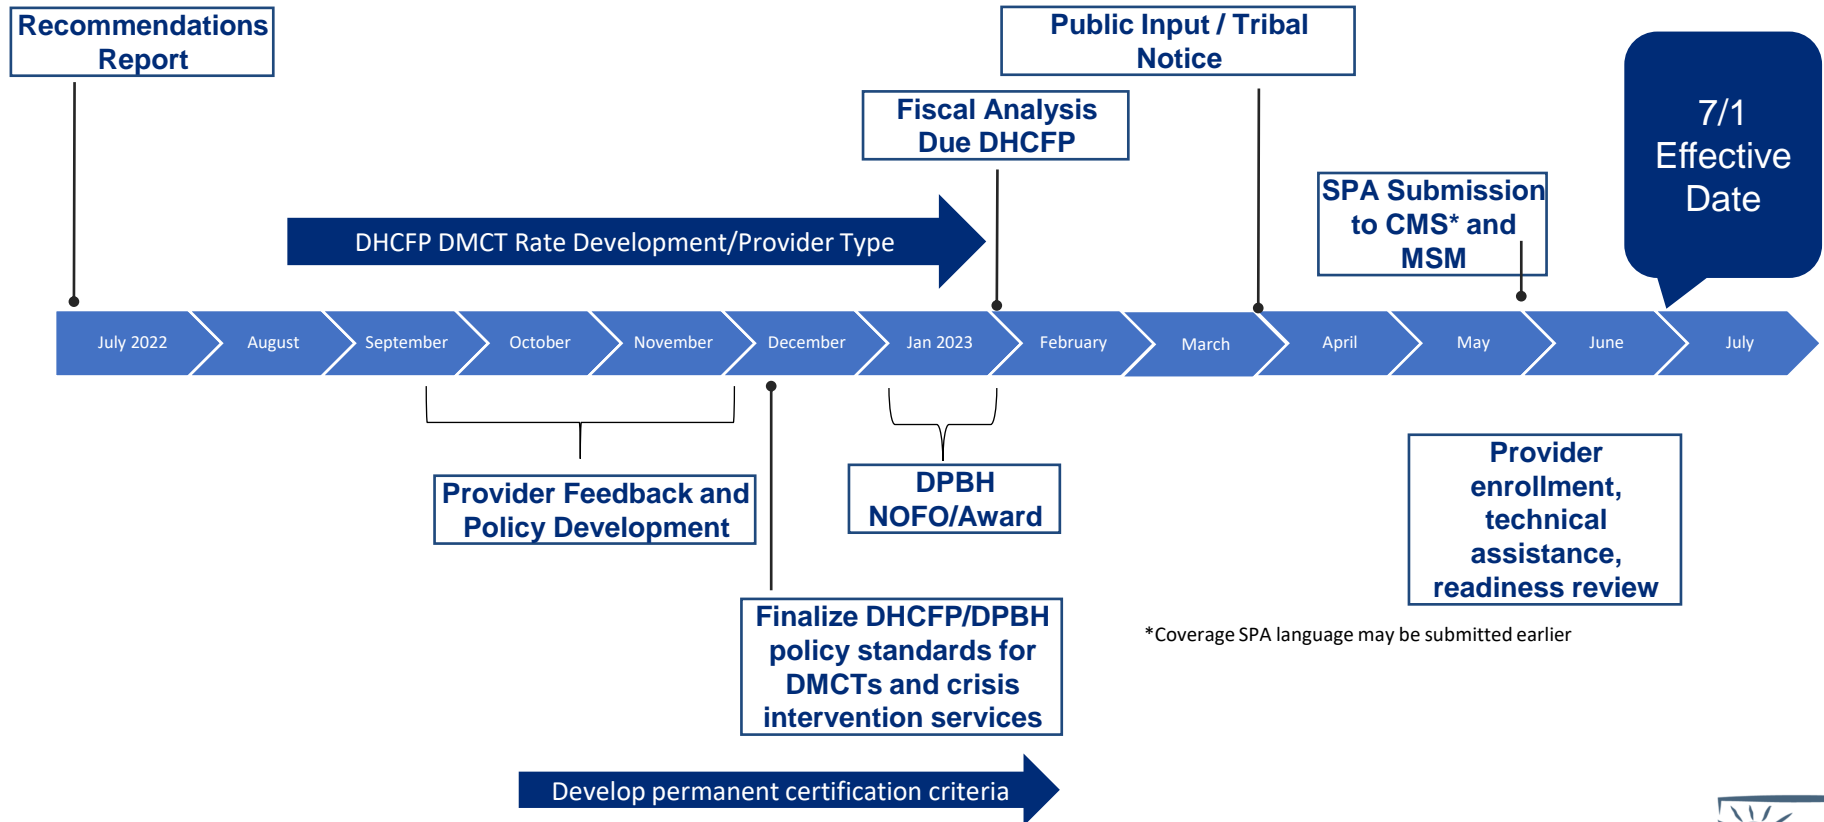 Recommendations
Report
Public Input / Tribal
Notice
Fiscal Analysis
Due DHCFP
7/1
Effective
Date
SPA Submission
to CMS* and
MSM
DHCFP DMCT Rate Development/Provider Type
July 2022
August
September
October
November
December
Jan 2023
February
March
April
May
June
July
Provider Feedback and
Policy Development
DPBH
NOFO/Award
Provider
enrollment,
technical
assistance,
readiness review
Finalize DHCFP/DPBH
policy standards for
DMCTs and crisis
intervention services
*Coverage SPA language may be submitted earlier
Develop permanent certification criteria